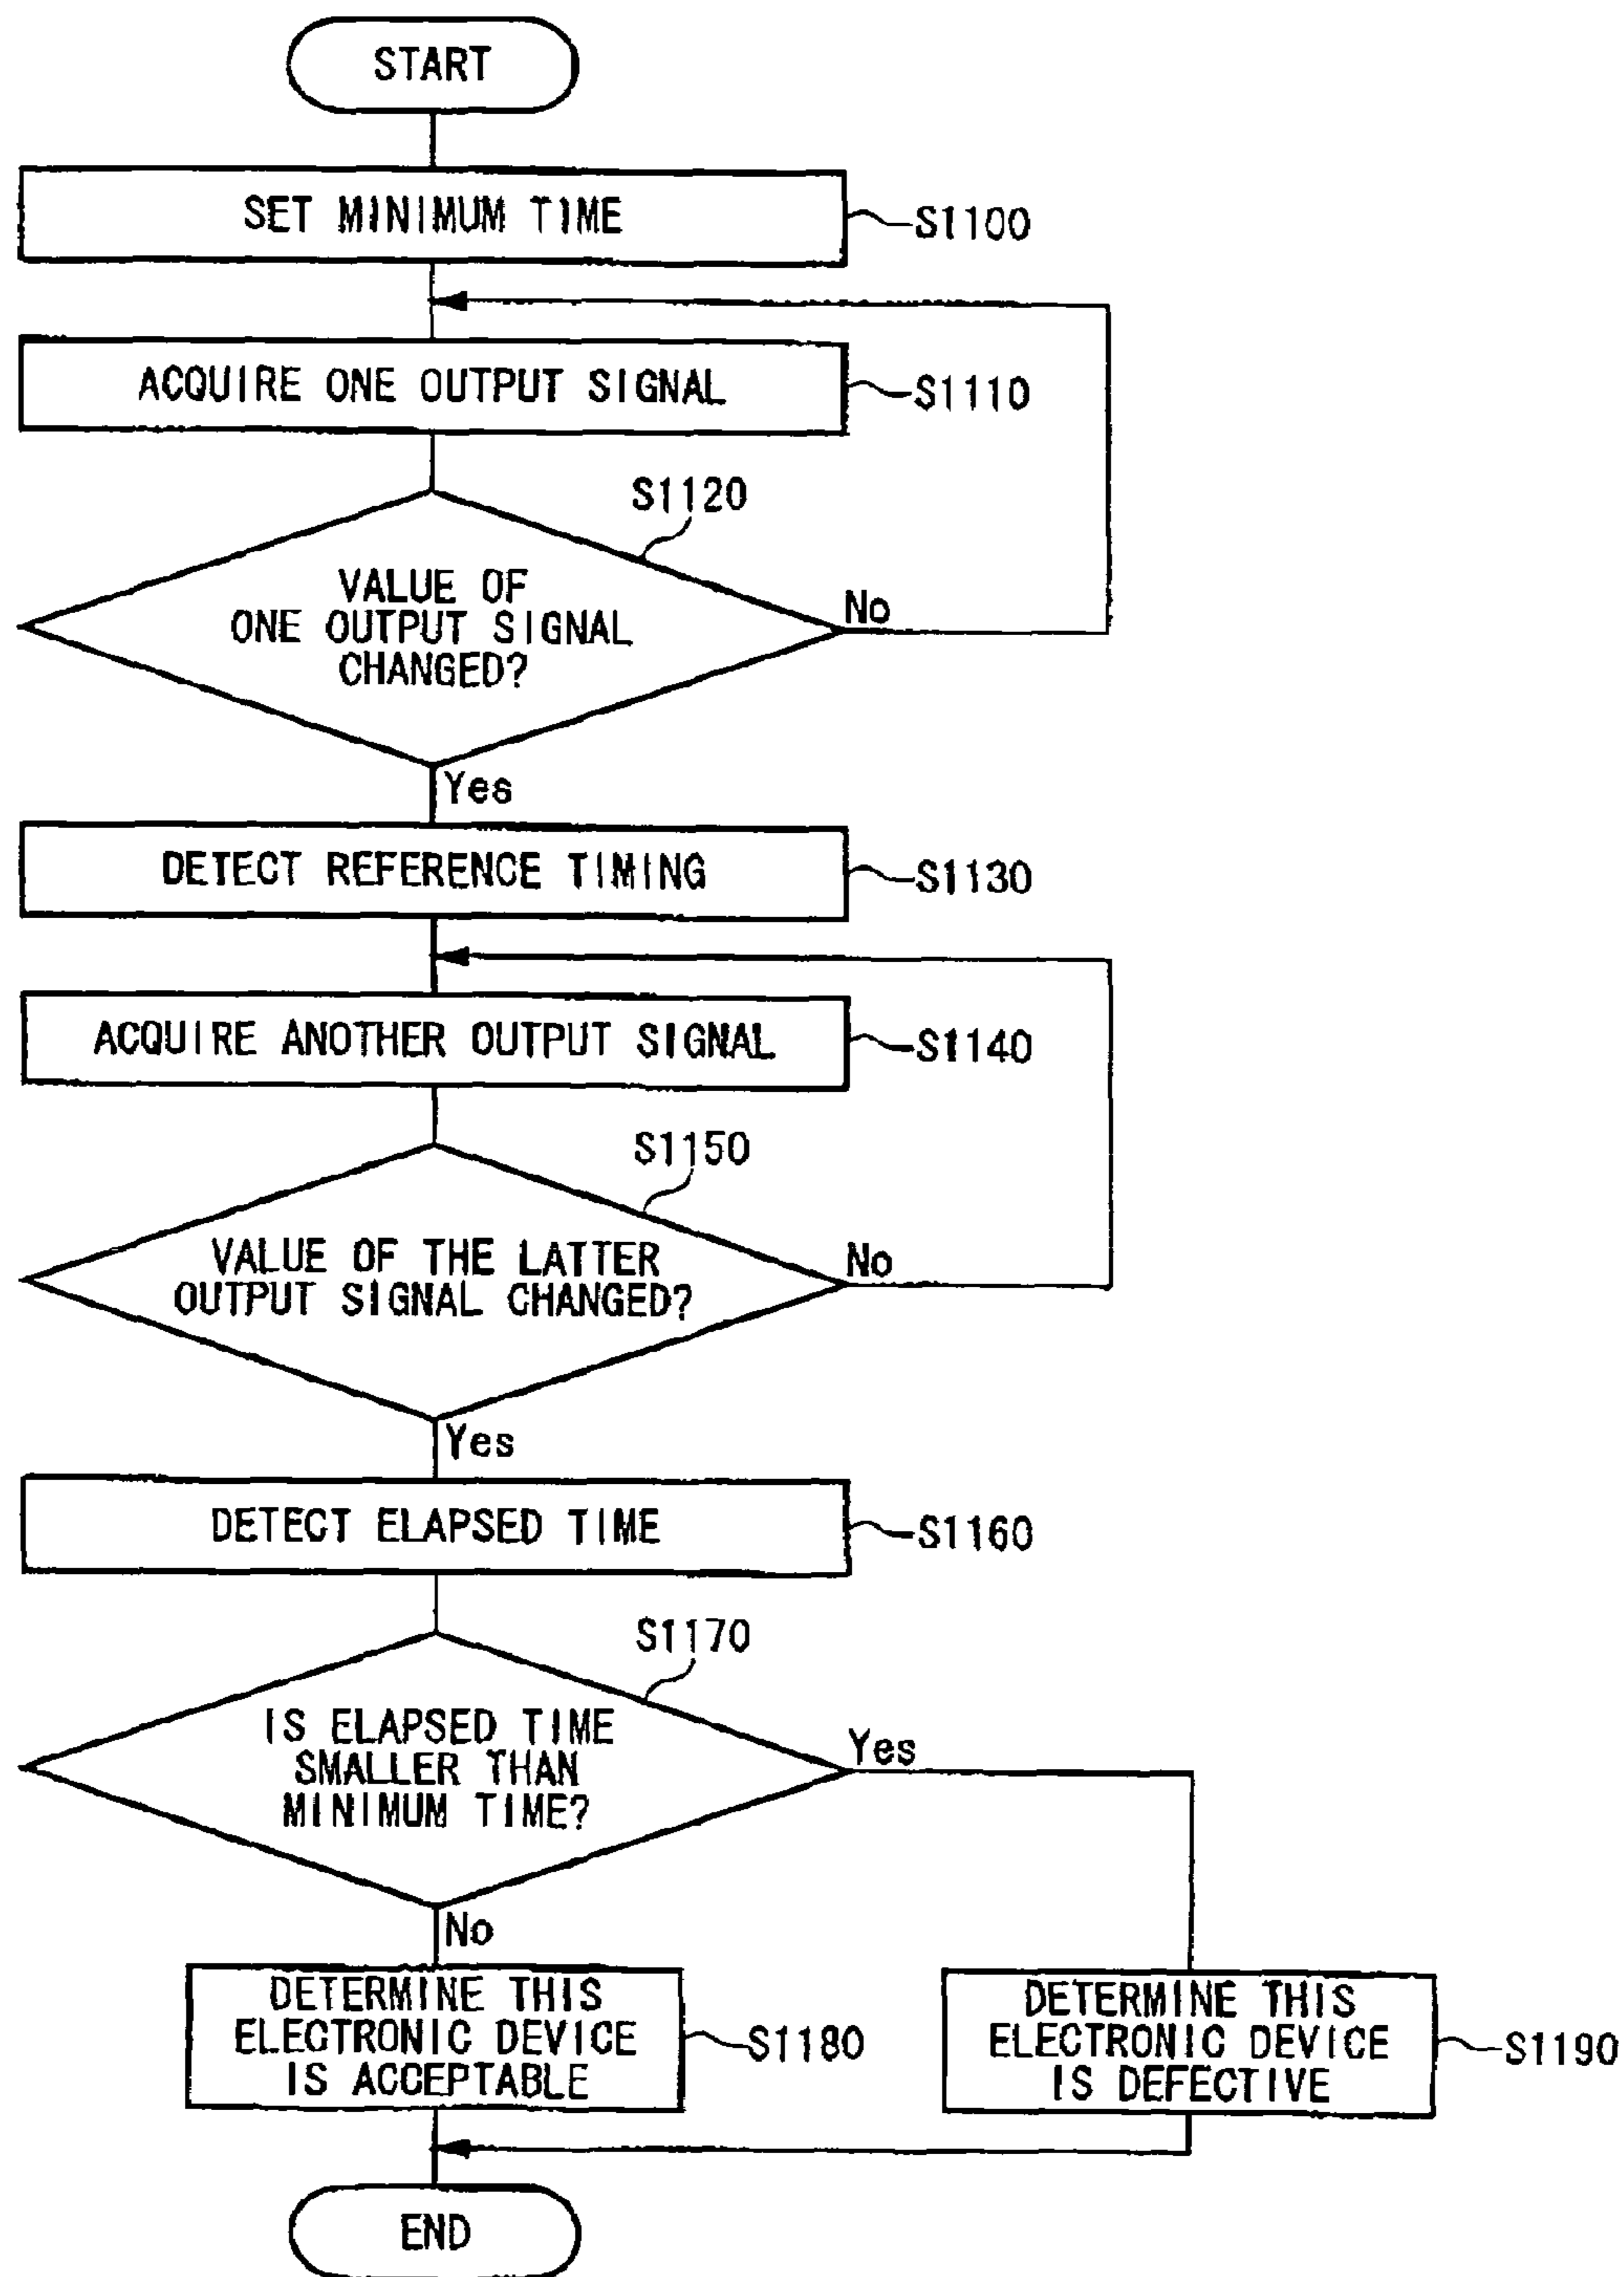 START
SET MINIMUM TIME
S1100
ACQUIRE ONE OUTPUT SIGNAL
S1110
S1120
VALUE OF
ONE OUTPUT SIGNAL
CHANGED?
No
Yes
DETECT REFERENCE TIMING
S1130
ACQUIRE ANOTHER OUTPUT SIGNAL
S1140
S1150
VALUE OF THE LATTER
OUTPUT SIGNAL CHANGED?
No
Yes
DETECT ELAPSED TIME
S1160
S1170
IS ELAPSED TIME
SMALLER THAN
MINIMUM TIME?
Yes
No
DETERMINE THIS
ELECTRONIC DEVICE
IS ACCEPTABLE
S1180
DETERMINE THIS
ELECTRONIC DEVICE
IS DEFECTIVE
S1190
END